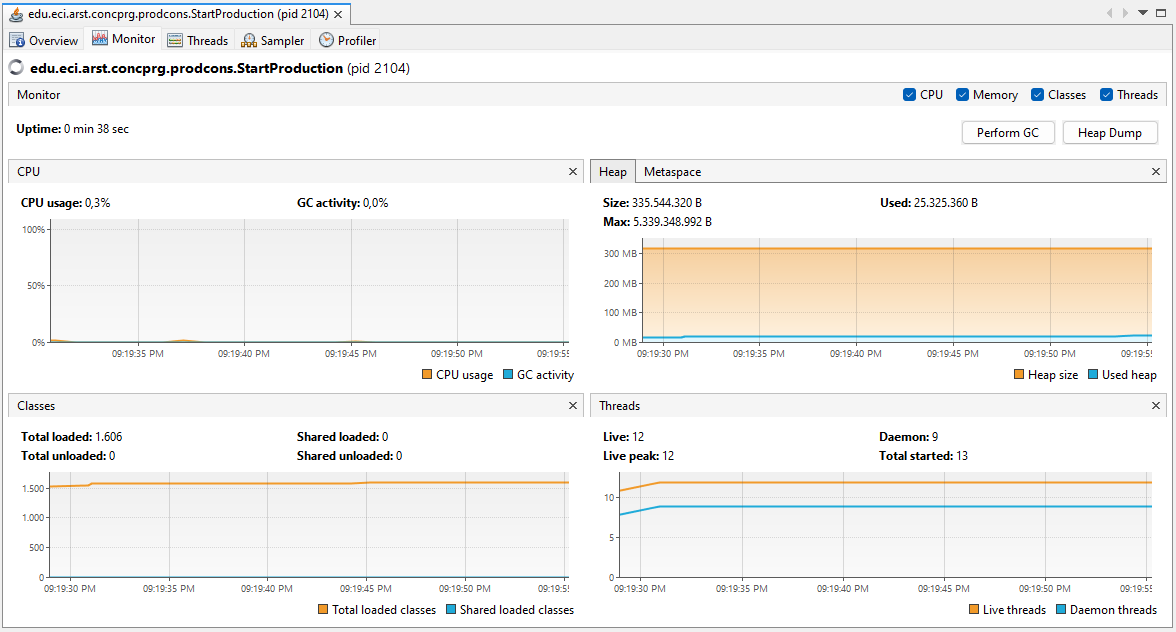 edu.eci.arst.concprg.prodcons.StartProduction (pid 2104)
Overview Monitor Threads Sampler Profiler
edu.eci.arst.concprg.prodcons.StartProduction (pid 2104)
Monitor
CPU Memory Classes Threads
Uptime: 0 min 38 sec
Perform GC Heap Dump
CPU
CPU usage: 0,3% GC activity: 0,0%
100%
50%
0%
09:19:35 PM 09:19:40 PM 09:19:45 PM 09:19:50 PM 09:19:55
CPU usage GC activity
Heap Metaspace
Size: 335.544.320 B Used: 25.325.360 B
Max: 5.339.348.992 B
300 MB
200 MB
100 MB
0 MB
09:19:30 PM 09:19:35 PM 09:19:40 PM 09:19:45 PM 09:19:50 PM 09:19:55
Heap size Used heap
Classes
Total loaded: 1.606 Shared loaded: 0
Total unloaded: 0 Shared unloaded: 0
1.500
1.000
500
0
09:19:30 PM 09:19:35 PM 09:19:40 PM 09:19:45 PM 09:19:50 PM 09:19:55
Total loaded classes Shared loaded classes
Threads
Live: 12 Daemon: 9
Live peak: 12 Total started: 13
10
5
0
09:19:30 PM 09:19:35 PM 09:19:40 PM 09:19:45 PM 09:19:50 PM 09:19:55
Live threads Daemon threads